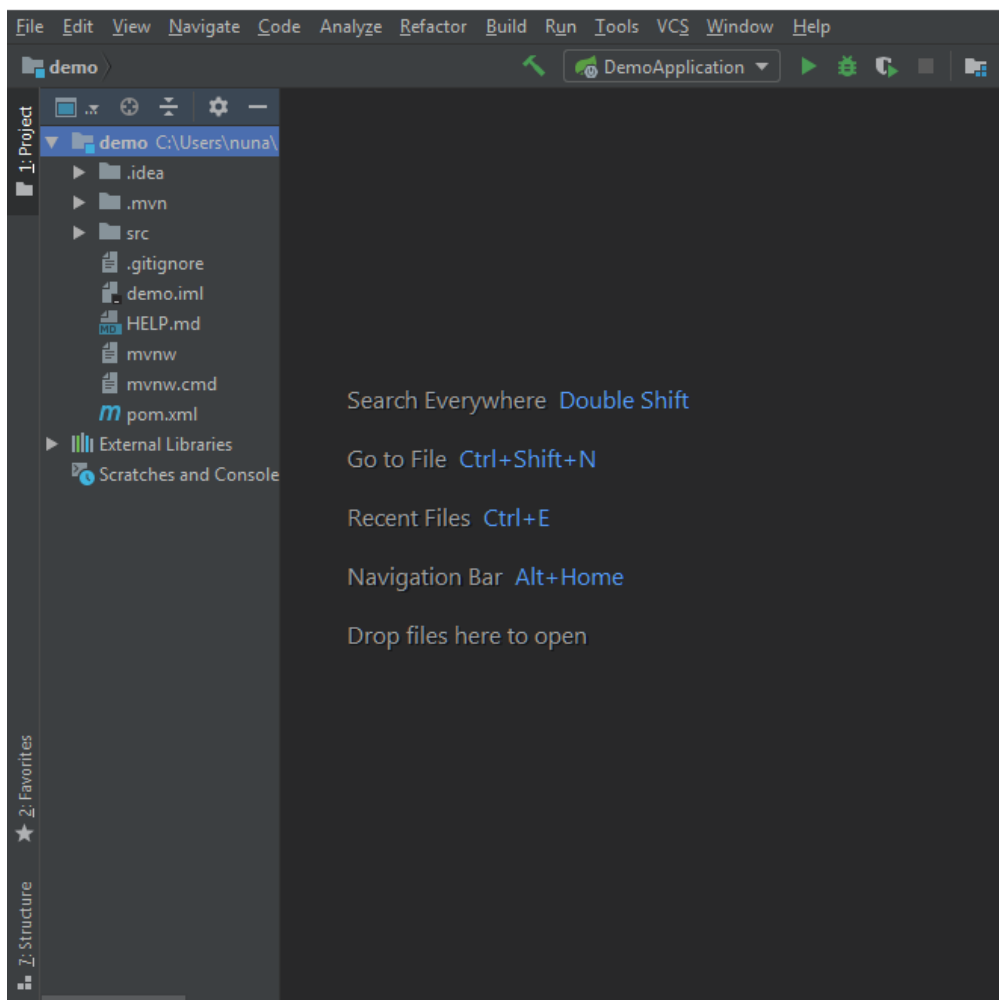 File Edit View Navigate Code Analyze Refactor Build Run Tools VCS Window Help
demo DemoApplication
1: Project
demo C:\Users\nuna\
.idea
.mvn
src
.gitignore
demo.iml
HELP.md
mvnw
mvnw.cmd
pom.xml
External Libraries
Scratches and Console
Search Everywhere Double Shift
Go to File Ctrl+Shift+N
Recent Files Ctrl+E
Navigation Bar Alt+Home
Drop files here to open
2: Favorites
7: Structure